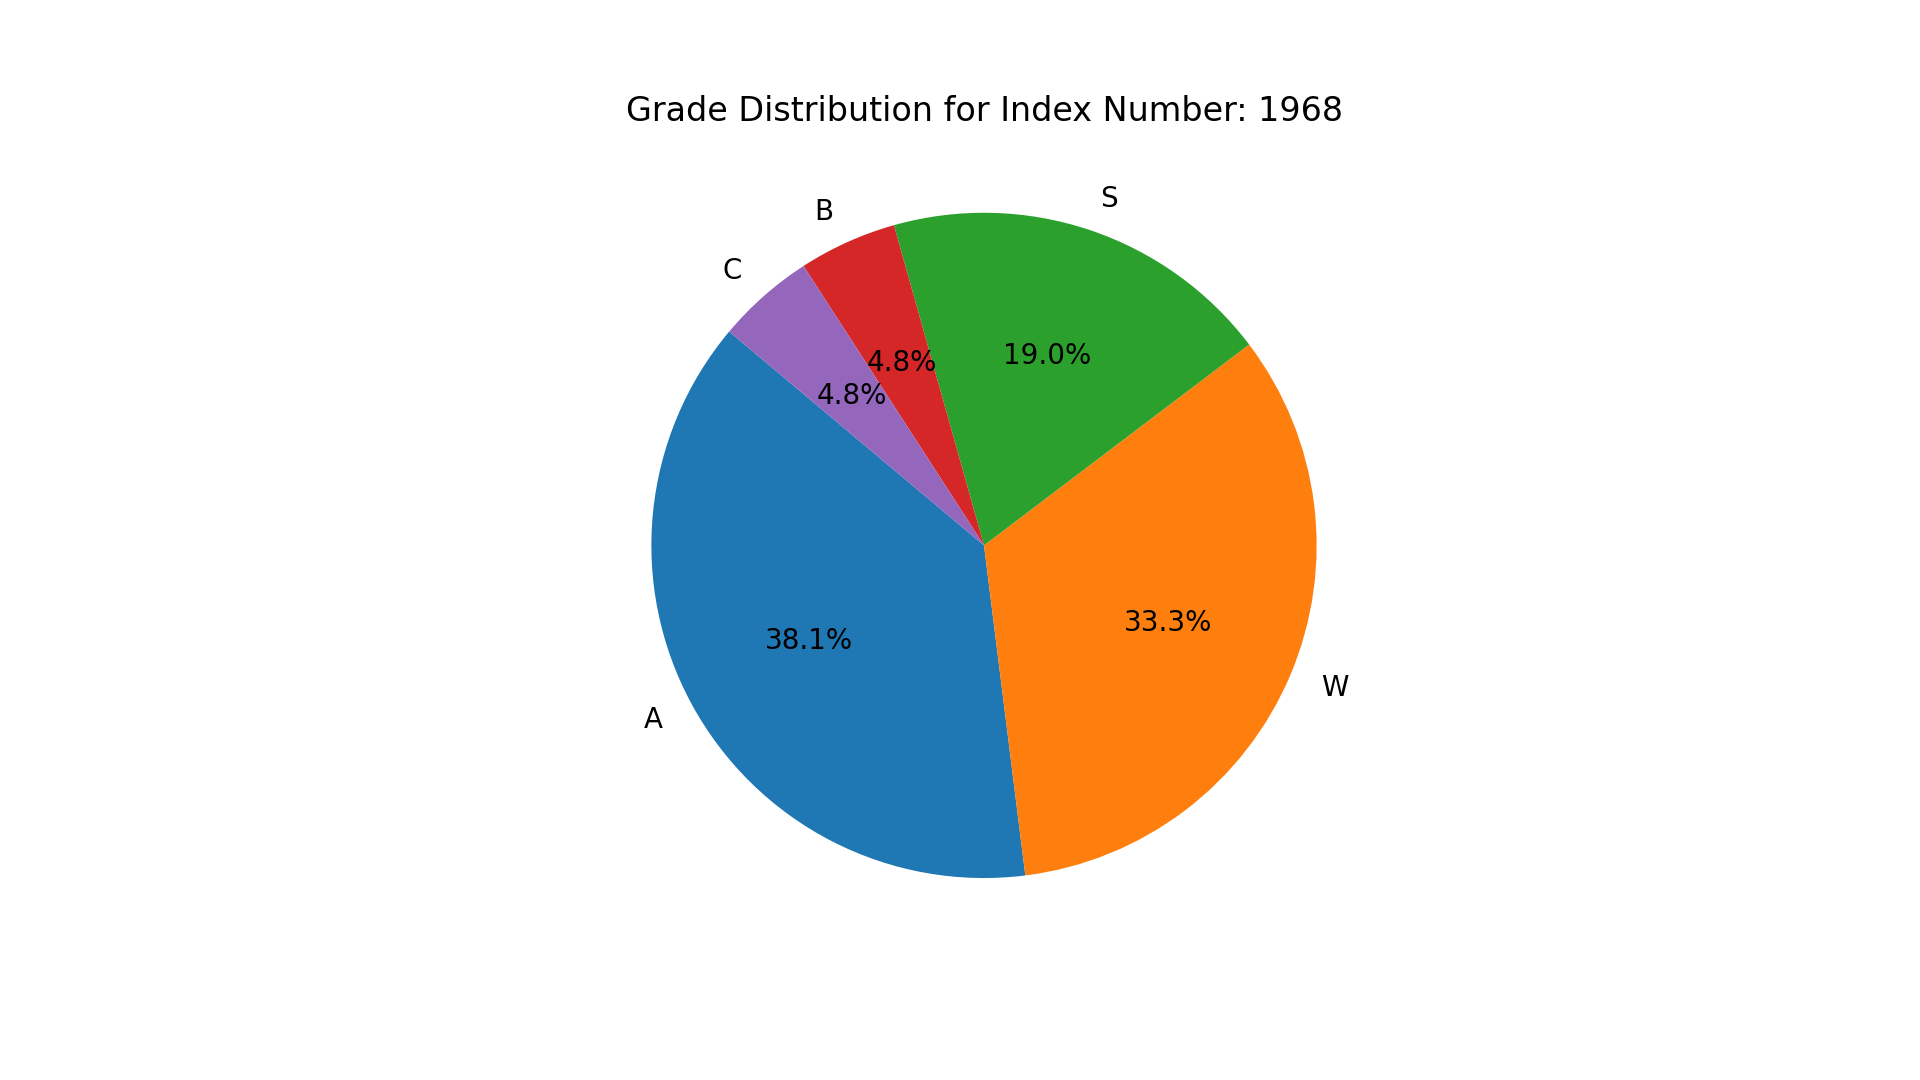 Grade Distribution for Index Number: 1968
S
B
C
19.0%
4.8%
4.8%
33.3%
38.1%
W
A